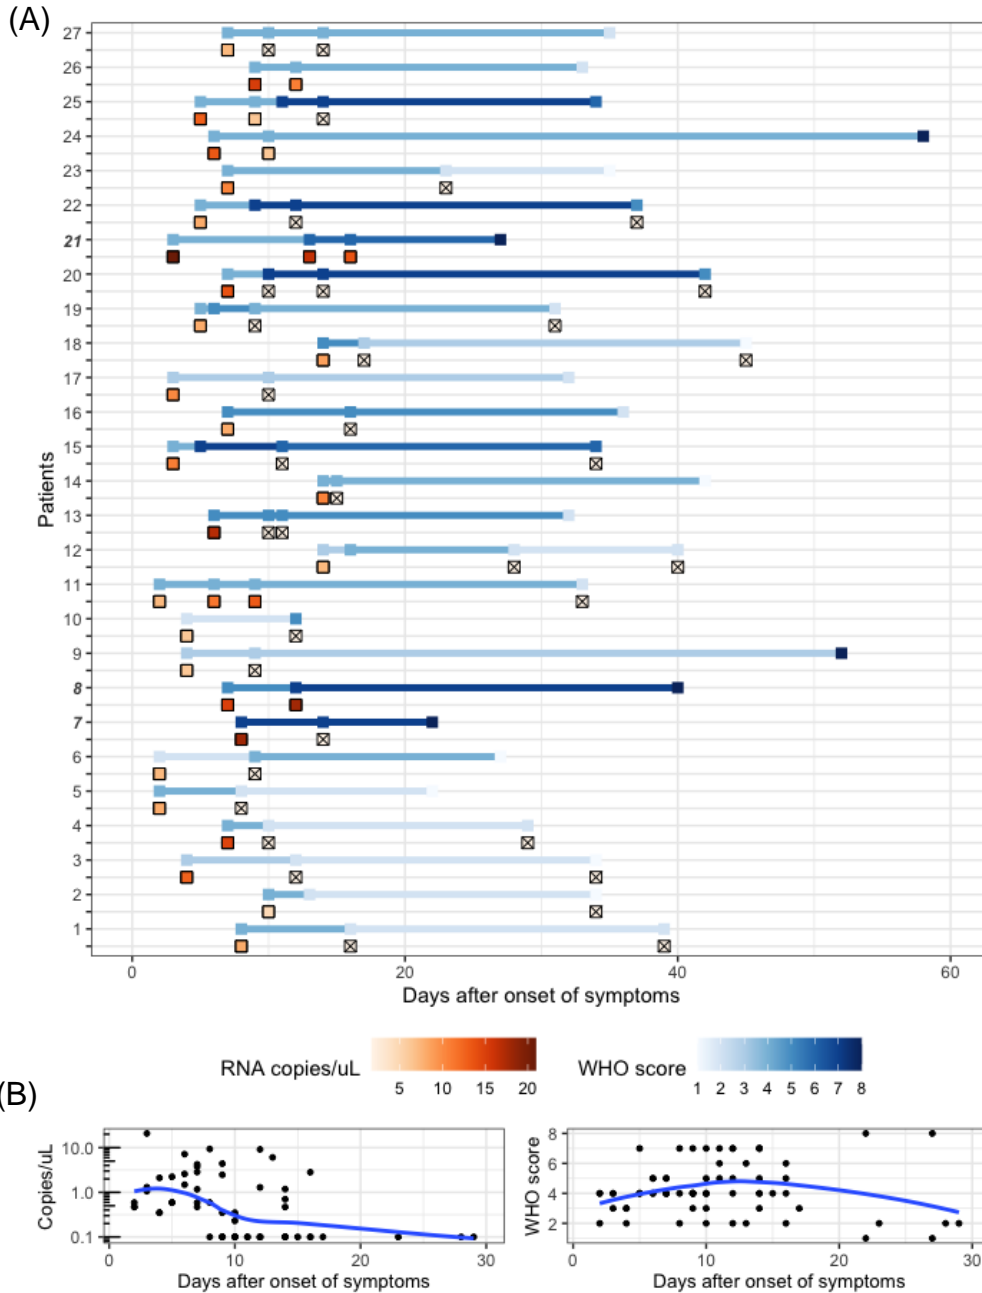 (A)
27
26
25
24
23
22
21
20
19
18
17
16
15
14
13
12
11
10
9
8
7
6
5
4
3
2
1
Patients
0 20 40 60
Days after onset of symptoms
RNA copies/uL 5 10 15 20 WHO score 1 2 3 4 5 6 7 8
(B)
10.0
1.0
0.1
Copies/uL
0 10 20 30
Days after onset of symptoms
8
6
4
2
WHO score
0 10 20 30
Days after onset of symptoms